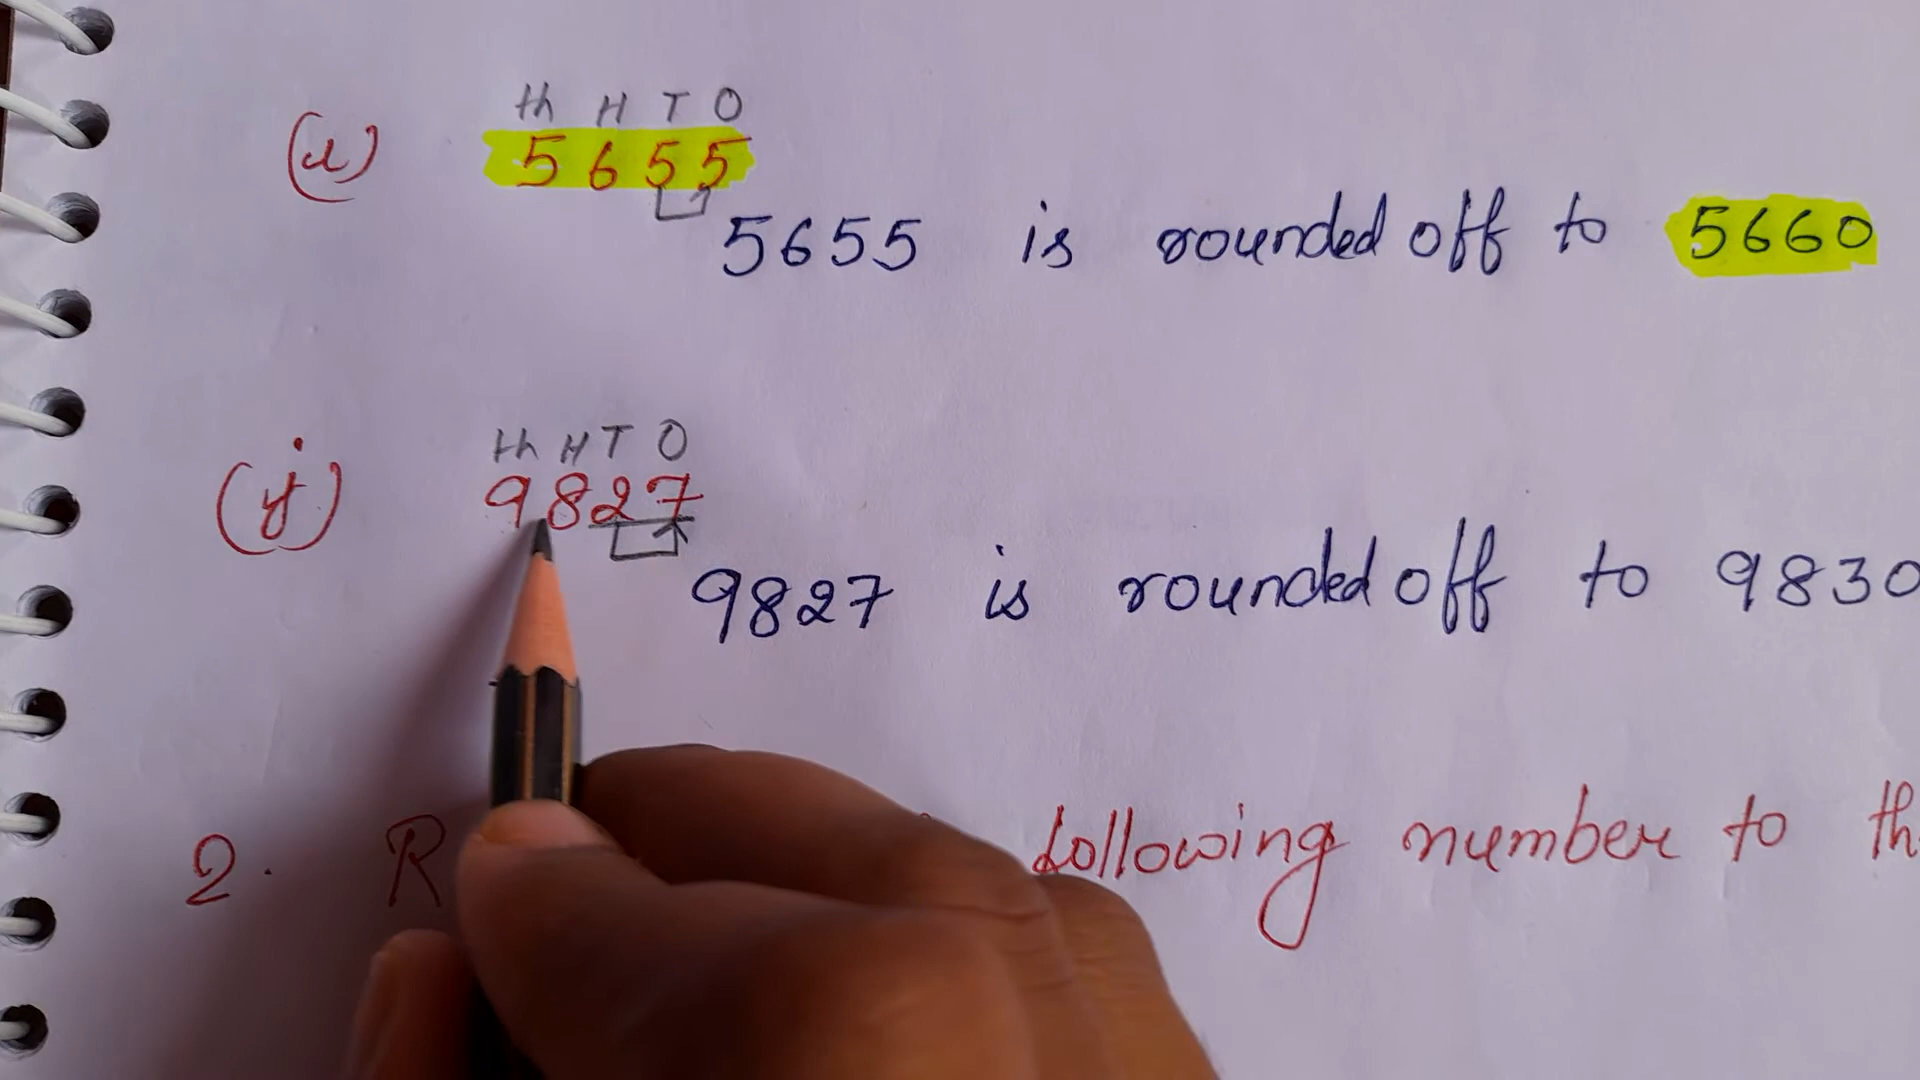 th H T O
(i) 5655
5655 is rounded off to 5660
th H T O
(j) 9827
9827 is rounded off to 9830
2. R following number to th